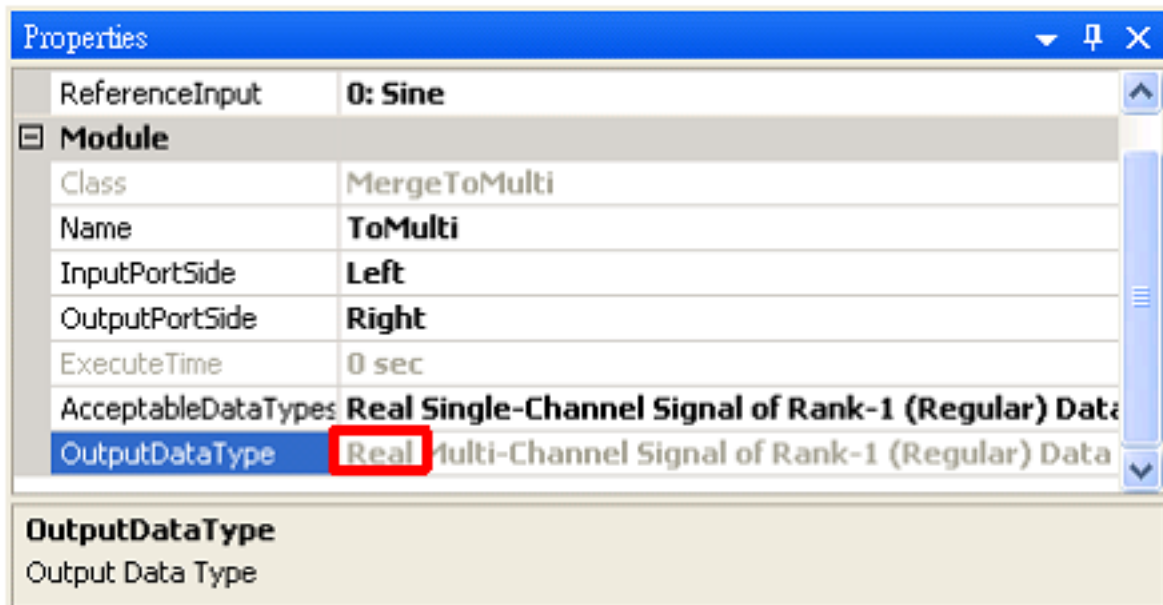 Properties
ReferenceInput 0: Sine
Module
Class MergeToMulti
Name ToMulti
InputPortSide Left
OutputPortSide Right
ExecuteTime 0 sec
AcceptableDataTypes Real Single-Channel Signal of Rank-1 (Regular) Data
OutputDataType Real Multi-Channel Signal of Rank-1 (Regular) Data
OutputDataType
Output Data Type